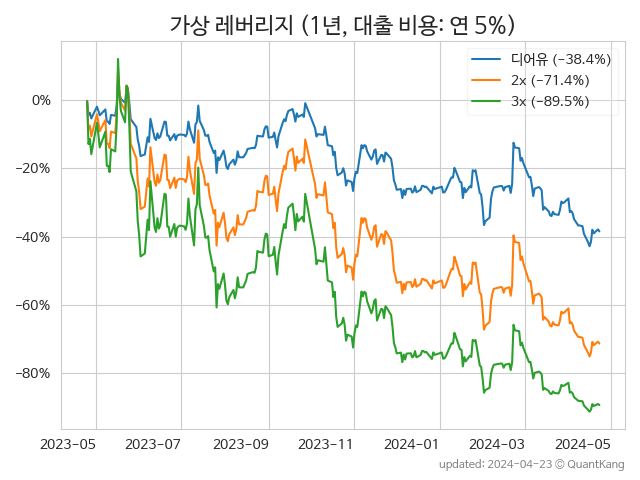 가상 레버리지 (1년, 대출 비용: 연 5%)
디어유 (−38.4%)
2x (−71.4%)
3x (−89.5%)
0%
−20%
−40%
−60%
−80%
2023−05 2023−07 2023−09 2023−11 2024−01 2024−03 2024−05
updated: 2024−04−23 © QuantKang